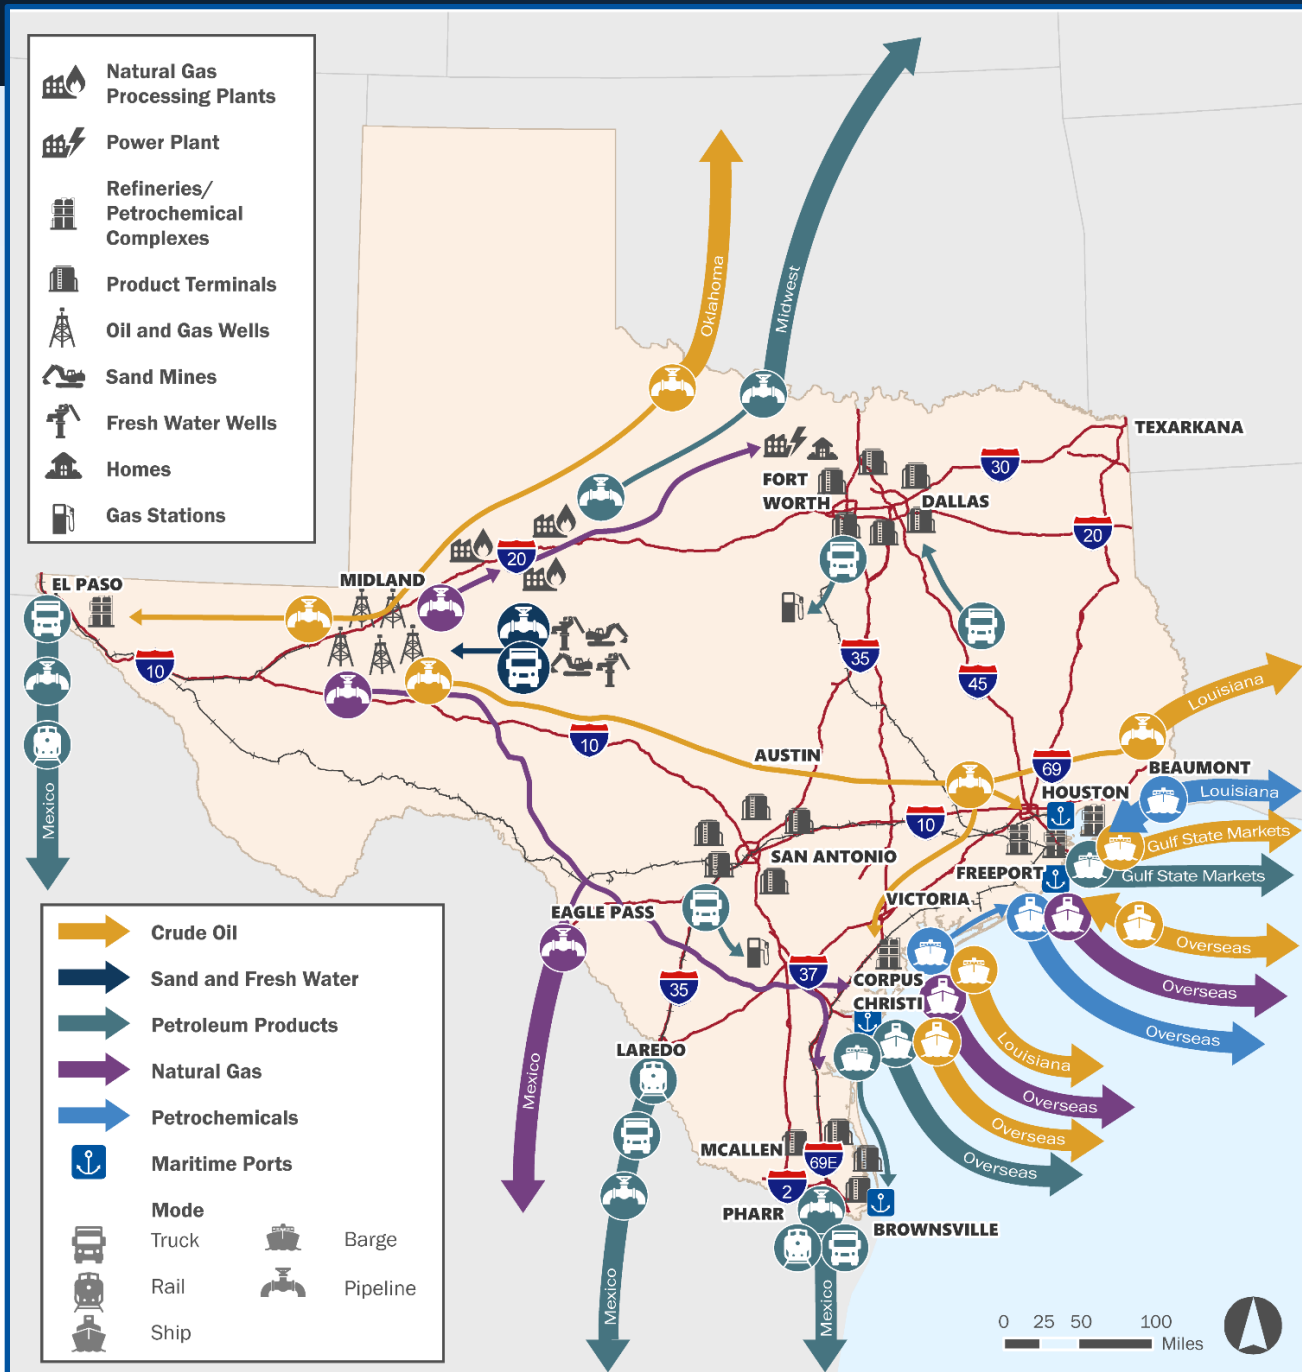 Natural Gas
Processing Plants
Power Plant
Refineries/
Petrochemical
Complexes
Product Terminals
Oil and Gas Wells
Sand Mines
Fresh Water Wells
Homes
Gas Stations
Oklahoma
Midwest
TEXARKANA
30
FORT
WORTH
DALLAS
20
20
EL PASO
MIDLAND
10
35
45
Louisiana
10
AUSTIN
69
BEAUMONT
HOUSTON
Louisiana
Mexico
10
Gulf State Markets
SAN ANTONIO
FREEPORT
Gulf State Markets
VICTORIA
EAGLE PASS
Overseas
37
35
CORPUS
CHRISTI
Overseas
Overseas
LAREDO
Louisiana
Mexico
Overseas
Overseas
MCALLEN
69E
Overseas
2
PHARR
BROWNSVILLE
Mexico
Mexico
Crude Oil
Sand and Fresh Water
Petroleum Products
Natural Gas
Petrochemicals
Maritime Ports
Mode
Truck
Barge
Rail
Pipeline
Ship
0 25 50 100
Miles